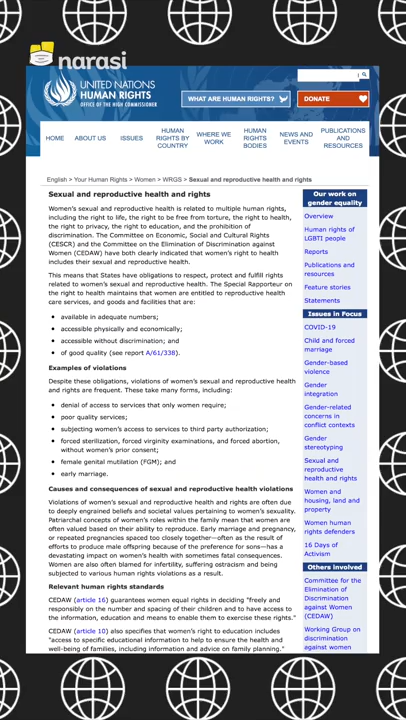 narasi
UNITED NATIONS
HUMAN RIGHTS
OFFICE OF THE HIGH COMMISSIONER
WHAT ARE HUMAN RIGHTS?
DONATE
HOME
ABOUT US
ISSUES
HUMAN RIGHTS BY COUNTRY
WHERE WE WORK
HUMAN RIGHTS BODIES
NEWS AND EVENTS
PUBLICATIONS AND RESOURCES
English > Your Human Rights > Women > WRGS > Sexual and reproductive health and rights
Sexual and reproductive health and rights
Women's sexual and reproductive health is related to multiple human rights,
including the right to life, the right to be free from torture, the right to health,
the right to privacy, the right to education, and the prohibition of
discrimination. The Committee on Economic, Social and Cultural Rights
(CESCR) and the Committee on the Elimination of Discrimination against
Women (CEDAW) have both clearly indicated that women's right to health
includes their sexual and reproductive health.
This means that States have obligations to respect, protect and fulfill rights
related to women's sexual and reproductive health. The Special Rapporteur on
the right to health maintains that women are entitled to reproductive health
care services, and goods and facilities that are:
• available in adequate numbers;
• accessible physically and economically;
• accessible without discrimination; and
• of good quality (see report A/61/338).
Examples of violations
Despite these obligations, violations of women's sexual and reproductive health
and rights are frequent. These take many forms, including:
• denial of access to services that only women require;
• poor quality services;
• subjecting women's access to services to third party authorization;
• forced sterilization, forced virginity examinations, and forced abortion,
without women's prior consent;
• female genital mutilation (FGM); and
• early marriage.
Causes and consequences of sexual and reproductive health violations
Violations of women's sexual and reproductive health and rights are often due
to deeply engrained beliefs and societal values pertaining to women's sexuality.
Patriarchal concepts of women's roles within the family mean that women are
often valued based on their ability to reproduce. Early marriage and pregnancy,
or repeated pregnancies spaced too closely together—often as the result of
efforts to produce male offspring because of the preference for sons—has a
devastating impact on women's health with sometimes fatal consequences.
Women are also often blamed for infertility, suffering ostracism and being
subjected to various human rights violations as a result.
Relevant human rights standards
CEDAW (article 16) guarantees women equal rights in deciding "freely and
responsibly on the number and spacing of their children and to have access to
the information, education and means to enable them to exercise these rights."
CEDAW (article 10) also specifies that women's right to education includes
"access to specific educational information to help to ensure the health and
well-being of families, including information and advice on family planning."
Our work on
gender equality
Overview
Human rights of
LGBTI people
Reports
Publications and
resources
Feature stories
Statements
Issues in Focus
COVID-19
Child and forced
marriage
Gender-based
violence
Gender
integration
Gender-related
concerns in
conflict contexts
Gender
stereotyping
Sexual and
reproductive
health and rights
Women and
housing, land and
property
Women human
rights defenders
16 Days of
Activism
Others involved
Committee for the
Elimination of
Discrimination
against Women
(CEDAW)
Working Group on
discrimination
against women